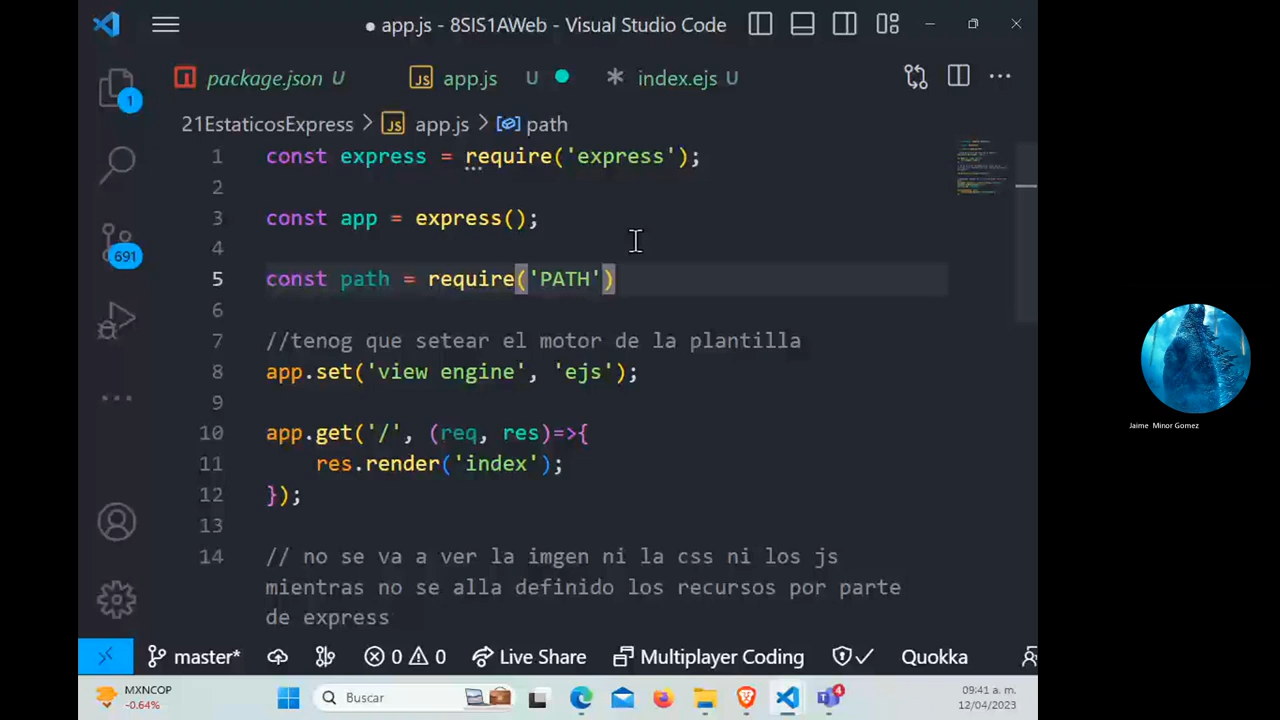 app.js - 8SIS1AWeb - Visual Studio Code
package.json U
JS app.js U
index.ejs U
1
21EstaticosExpress > JS app.js > path
1 const express = require('express');
2
3 const app = express();
4
691
5 const path = require('PATH')
6
7 //tenog que setear el motor de la plantilla
8 app.set('view engine', 'ejs');
9
10 app.get('/', (req, res)=>{
11 res.render('index');
12 });
13
14 // no se va a ver la imgen ni la css ni los js
mientras no se alla definido los recursos por parte
de express
Jaime Minor Gomez
master* 0 0 Live Share Multiplayer Coding Quokka
MXNCOP
-0.64%
Buscar
4
09:41 a. m.
12/04/2023